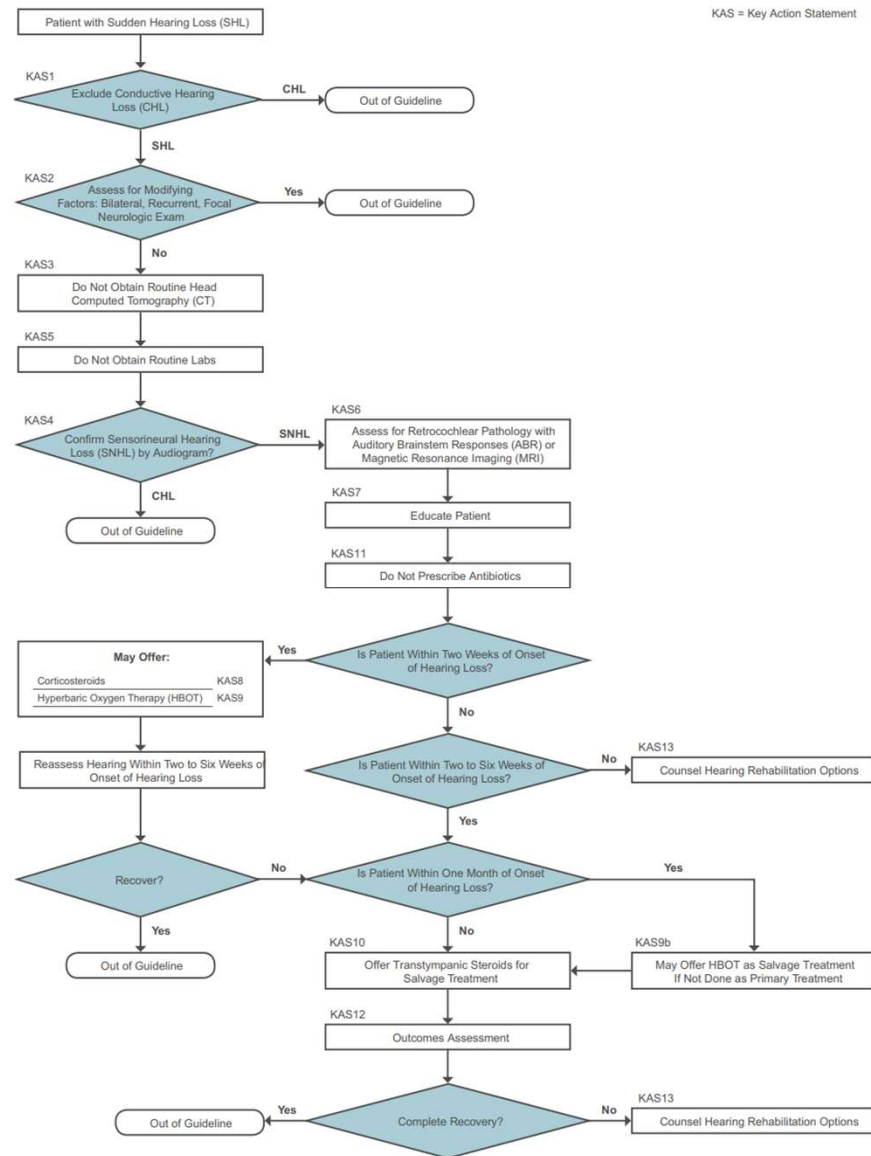 Patient with Sudden Hearing Loss (SHL)
KAS = Key Action Statement
KAS1
Exclude Conductive Hearing
Loss (CHL)
CHL
Out of Guideline
SHL
KAS2
Assess for Modifying
Factors: Bilateral, Recurrent, Focal
Neurologic Exam
Yes
Out of Guideline
No
KAS3
Do Not Obtain Routine Head
Computed Tomography (CT)
KAS5
Do Not Obtain Routine Labs
KAS4
Confirm Sensorineural Hearing
Loss (SNHL) by Audiogram?
SNHL
CHL
Out of Guideline
KAS6
Assess for Retrocochlear Pathology with
Auditory Brainstem Responses (ABR) or
Magnetic Resonance Imaging (MRI)
KAS7
Educate Patient
KAS11
Do Not Prescribe Antibiotics
Is Patient Within Two Weeks of Onset
of Hearing Loss?
Yes
May Offer:
Corticosteroids KAS8
Hyperbaric Oxygen Therapy (HBOT) KAS9
Reassess Hearing Within Two to Six Weeks of
Onset of Hearing Loss
No
Is Patient Within Two to Six Weeks of
Onset of Hearing Loss?
No
KAS13
Counsel Hearing Rehabilitation Options
Yes
Recover?
No
Yes
Out of Guideline
Is Patient Within One Month of Onset
of Hearing Loss?
Yes
No
KAS10
Offer Transtympanic Steroids for
Salvage Treatment
KAS9b
May Offer HBOT as Salvage Treatment
If Not Done as Primary Treatment
KAS12
Outcomes Assessment
Complete Recovery?
Yes
Out of Guideline
No
KAS13
Counsel Hearing Rehabilitation Options